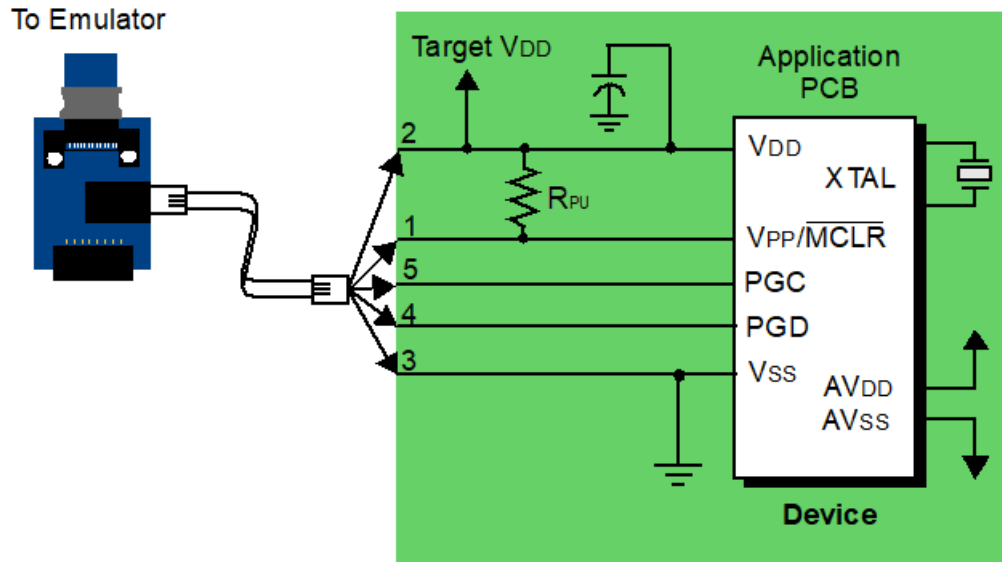 To Emulator
Target VDD
Application
PCB
2
VDD
XTAL
RPU
1
VPP/MCLR
5
PGC
4
PGD
3
VSS
AVDD
AVSS
Device